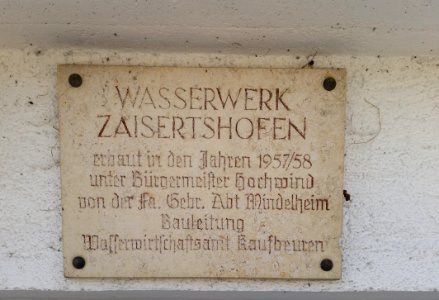 WASSERWERK
ZAISERTSHOFEN
erbaut in den Jahren 1957/58
unter Bürgermeister Hochwind
von der Fa. Gebr. Abt Mindelheim
Bauleitung
Wasserwirtschaftsamt Kaufbeuren